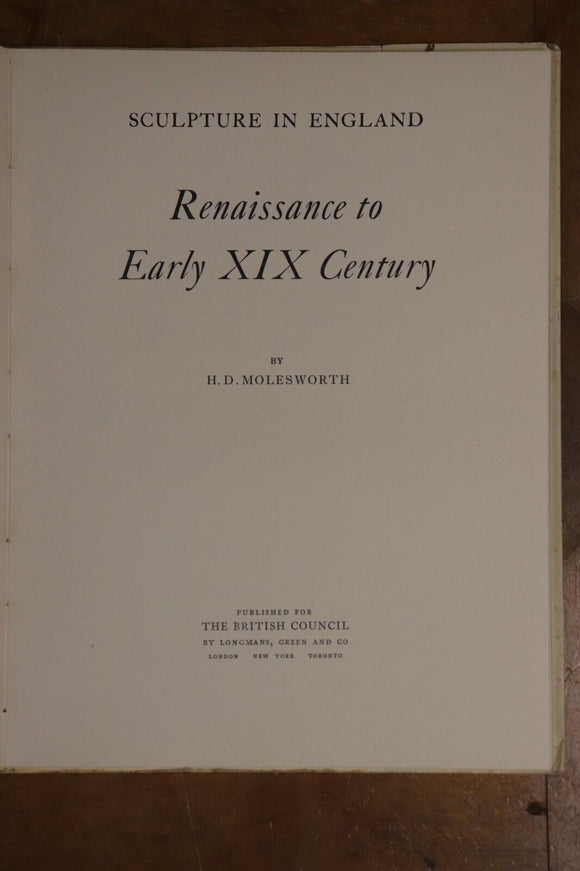 SCULPTURE IN ENGLAND
Renaissance to
Early XIX Century
BY
H. D. MOLESWORTH
PUBLISHED FOR
THE BRITISH COUNCIL
BY LONGMANS, GREEN AND CO
LONDON NEW YORK TORONTO